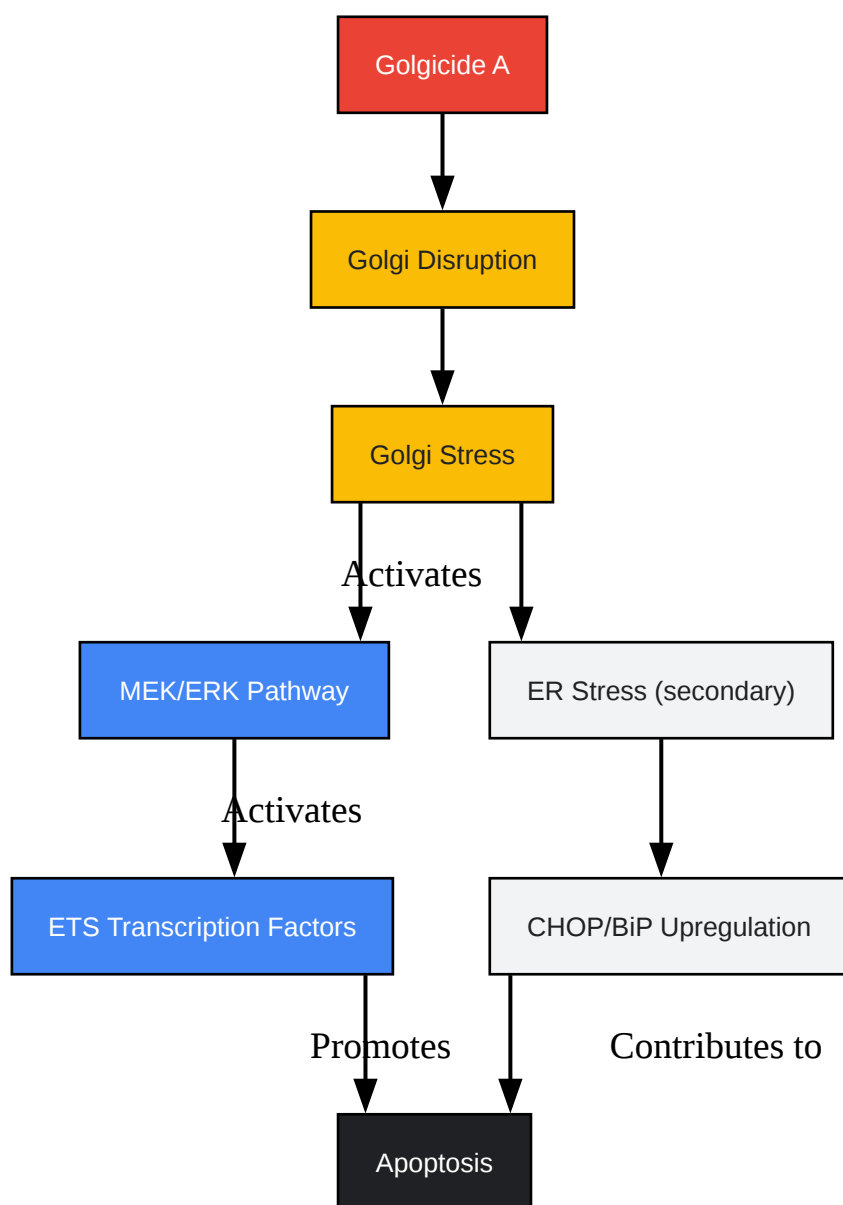 Golgicide A
Golgi Disruption
Golgi Stress
Activates
MEK/ERK Pathway
ER Stress (secondary)
Activates
ETS Transcription Factors
CHOP/BiP Upregulation
Promotes
Contributes to
Apoptosis